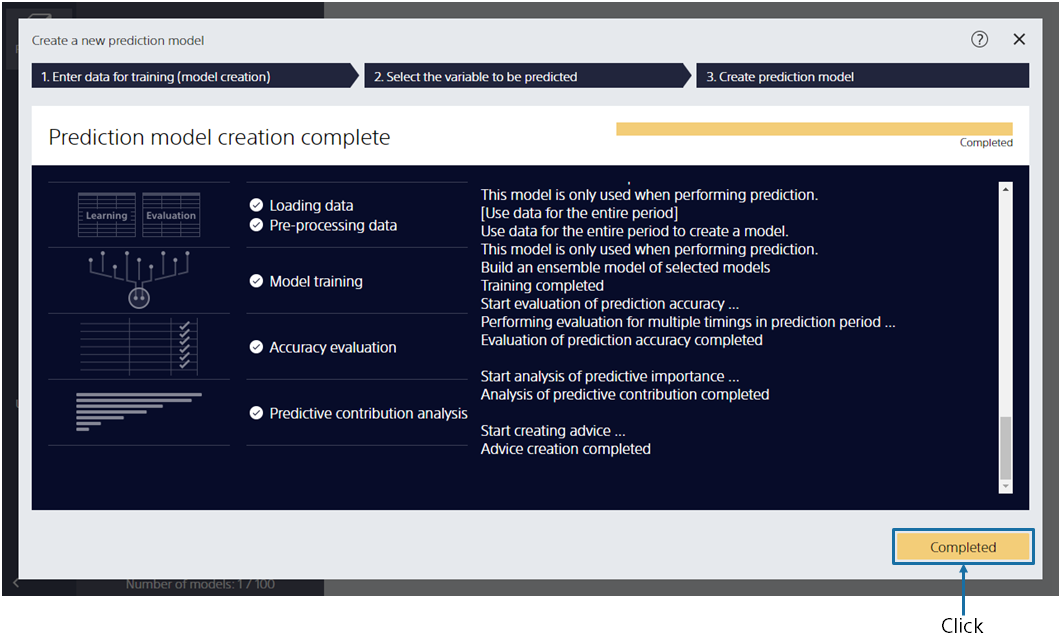 Create a new prediction model
?
1. Enter data for training (model creation)
2. Select the variable to be predicted
3. Create prediction model
Prediction model creation complete
Completed
Learning
Evaluation
Loading data
Pre-processing data
Model training
Accuracy evaluation
Predictive contribution analysis
This model is only used when performing prediction.
[Use data for the entire period]
Use data for the entire period to create a model.
This model is only used when performing prediction.
Build an ensemble model of selected models
Training completed
Start evaluation of prediction accuracy ...
Performing evaluation for multiple timings in prediction period ...
Evaluation of prediction accuracy completed
Start analysis of predictive importance ...
Analysis of predictive contribution completed
Start creating advice ...
Advice creation completed
Completed
Number of models: 1 / 100
Click